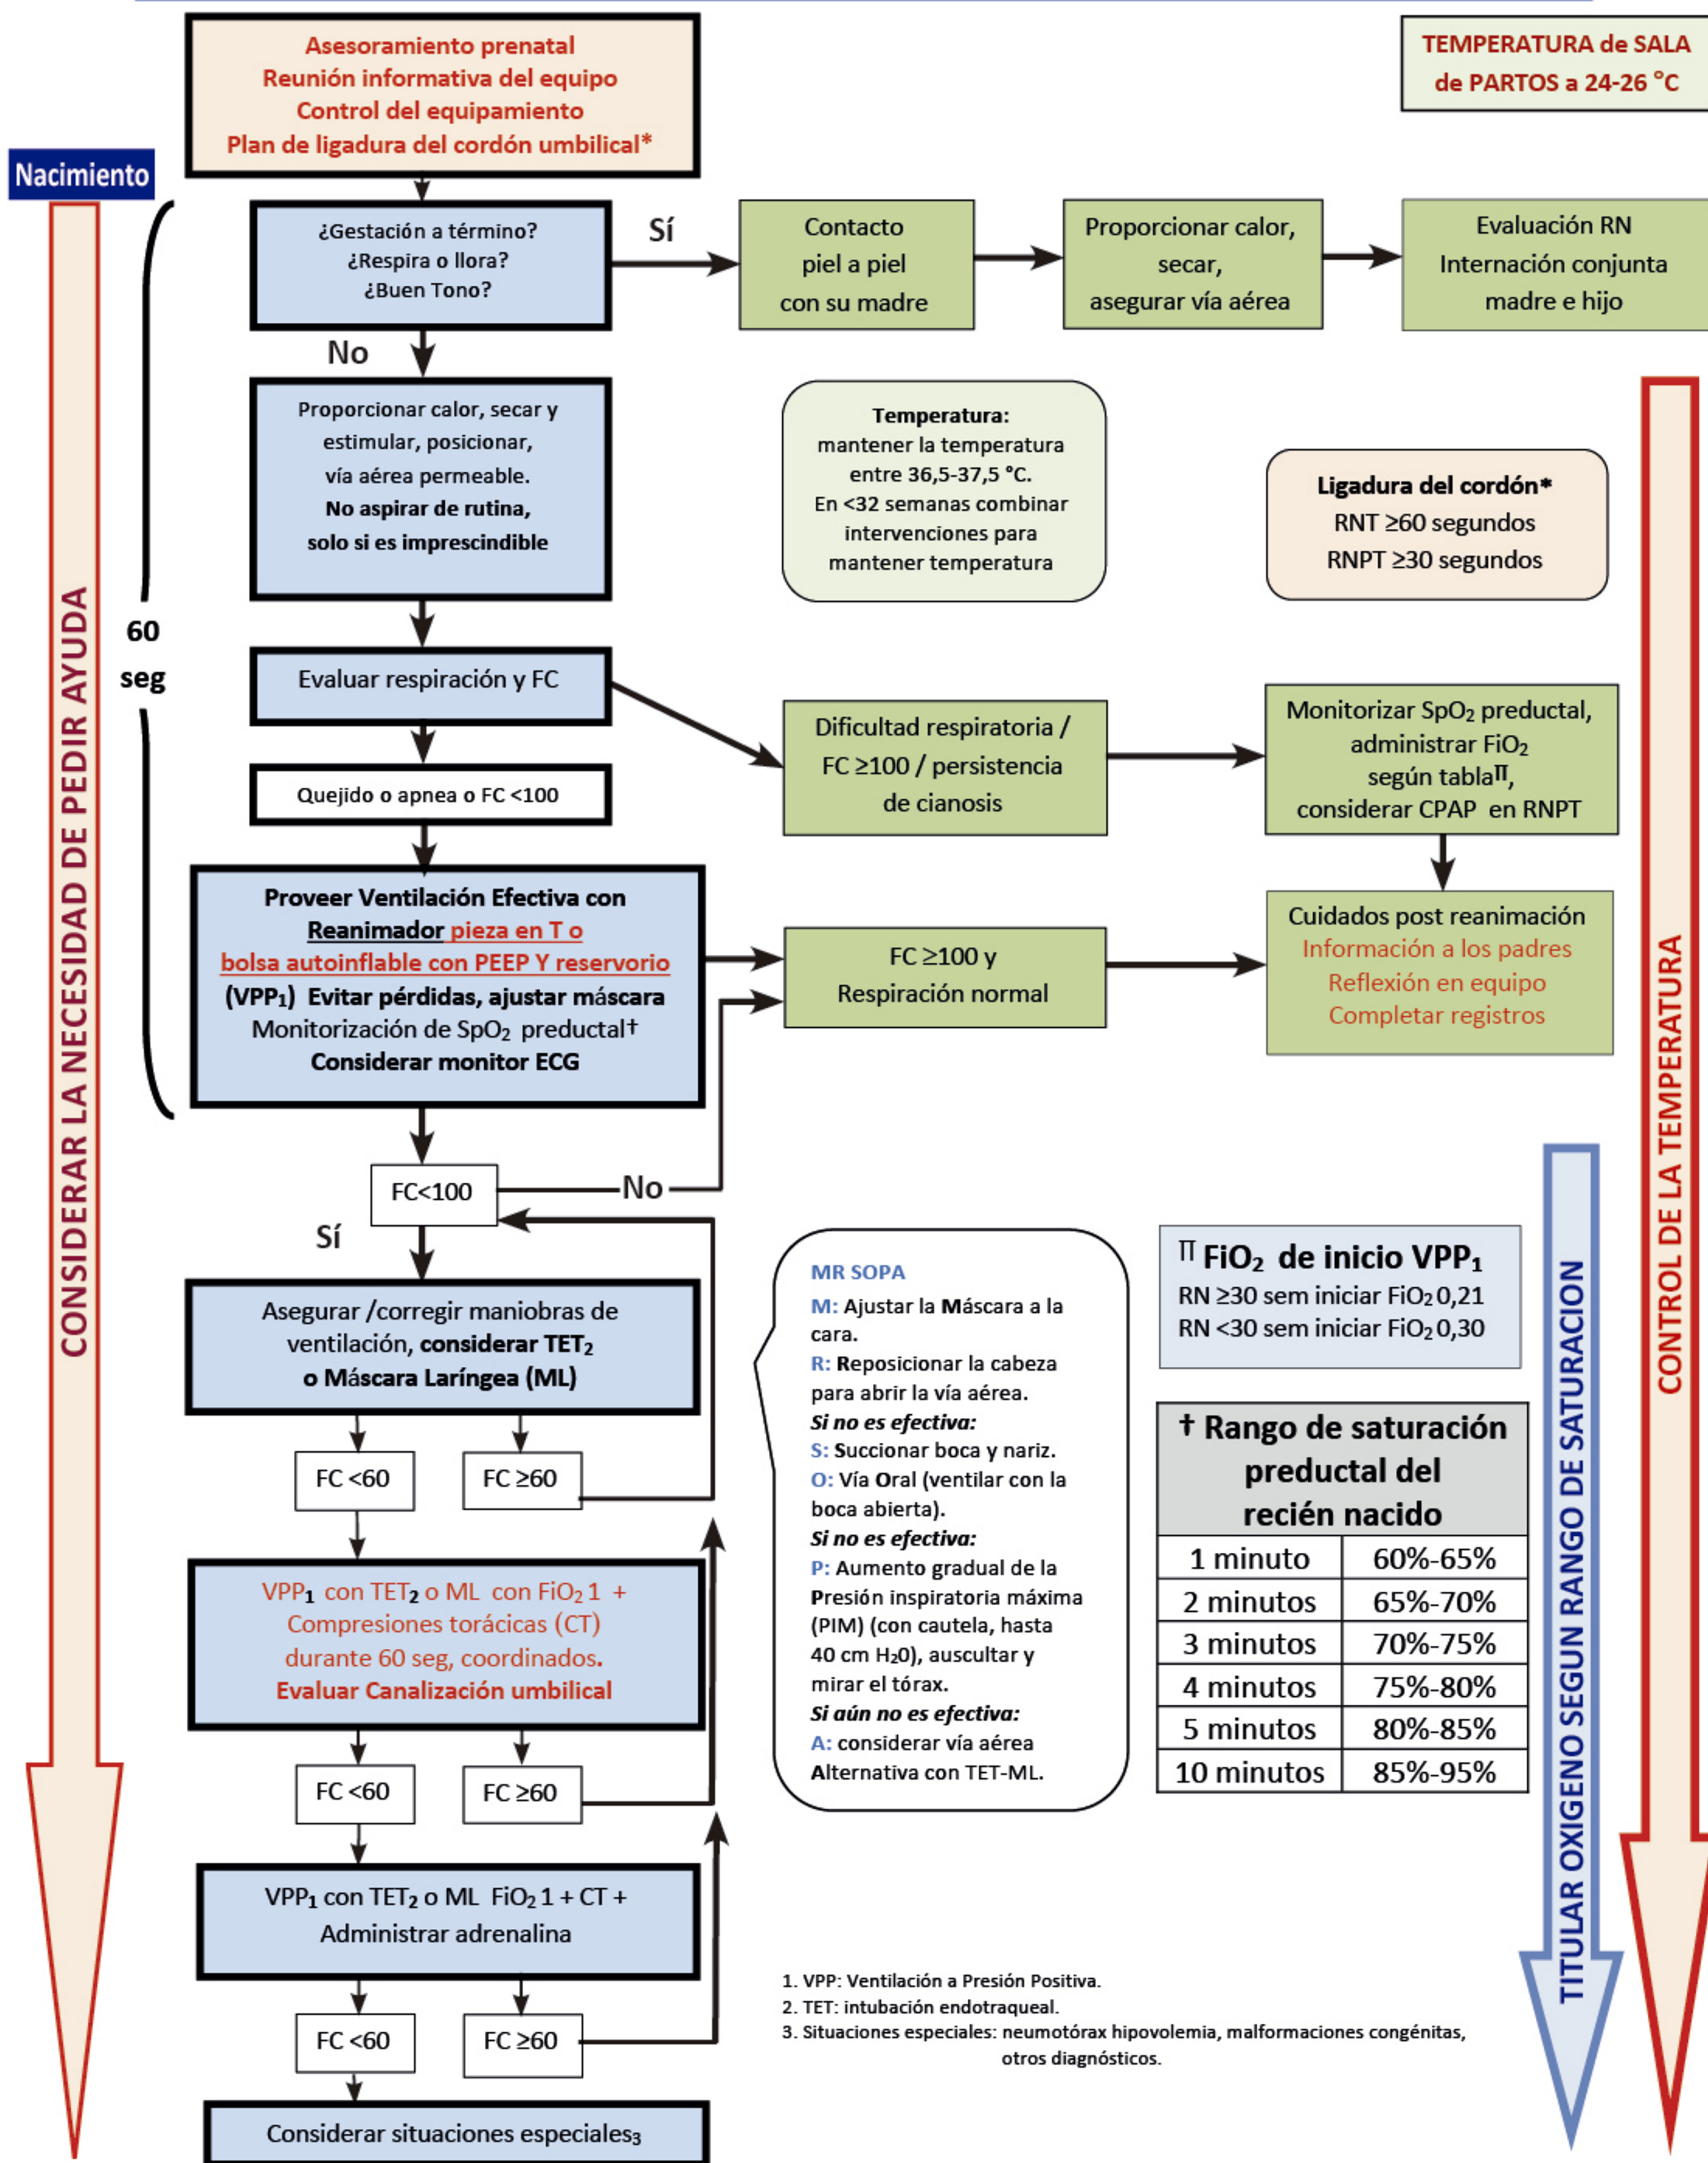 Asesoramiento prenatal
Reunión informativa del equipo
Control del equipamiento
Plan de ligadura del cordón umbilical*
TEMPERATURA de SALA
de PARTOS a 24-26 °C
Nacimiento
¿Gestación a término?
¿Respira o llora?
¿Buen Tono?
Sí
Contacto
piel a piel
con su madre
Proporcionar calor,
secar,
asegurar vía aérea
Evaluación RN
Internación conjunta
madre e hijo
No
Proporcionar calor, secar y
estimular, posicionar,
vía aérea permeable.
No aspirar de rutina,
solo si es imprescindible
Temperatura:
mantener la temperatura
entre 36,5-37,5 °C.
En <32 semanas combinar
intervenciones para
mantener temperatura
Ligadura del cordón*
RNT ≥60 segundos
RNPT ≥30 segundos
60
seg
CONSIDERAR LA NECESIDAD DE PEDIR AYUDA
Evaluar respiración y FC
Dificultad respiratoria /
FC ≥100 / persistencia
de cianosis
Monitorizar SpO₂ preductal,
administrar FiO₂
según tablaᴨ,
considerar CPAP en RNPT
Quejido o apnea o FC <100
Proveer Ventilación Efectiva con
Reanimador pieza en T o
bolsa autoinflable con PEEP Y reservorio
(VPP₁) Evitar pérdidas, ajustar máscara
Monitorización de SpO₂ preductal†
Considerar monitor ECG
FC ≥100 y
Respiración normal
Cuidados post reanimación
Información a los padres
Reflexión en equipo
Completar registros
CONTROL DE LA TEMPERATURA
FC<100
No
Sí
Asegurar /corregir maniobras de
ventilación, considerar TET₂
o Máscara Laríngea (ML)
FC <60
FC ≥60
VPP₁ con TET₂ o ML con FiO₂ 1 +
Compresiones torácicas (CT)
durante 60 seg, coordinados.
Evaluar Canalización umbilical
FC <60
FC ≥60
VPP₁ con TET₂ o ML FiO₂ 1 + CT +
Administrar adrenalina
FC <60
FC ≥60
Considerar situaciones especiales₃
MR SOPA
M: Ajustar la Máscara a la
cara.
R: Reposicionar la cabeza
para abrir la vía aérea.
Si no es efectiva:
S: Succionar boca y nariz.
O: Vía Oral (ventilar con la
boca abierta).
Si no es efectiva:
P: Aumento gradual de la
Presión inspiratoria máxima
(PIM) (con cautela, hasta
40 cm H₂0), auscultar y
mirar el tórax.
Si aún no es efectiva:
A: considerar vía aérea
Alternativa con TET-ML.
ᴨ FiO₂ de inicio VPP₁
RN ≥30 sem iniciar FiO₂ 0,21
RN <30 sem iniciar FiO₂ 0,30
† Rango de saturación
preductal del
recién nacido
1 minuto 60%-65%
2 minutos 65%-70%
3 minutos 70%-75%
4 minutos 75%-80%
5 minutos 80%-85%
10 minutos 85%-95%
TITULAR OXIGENO SEGUN RANGO DE SATURACION
1. VPP: Ventilación a Presión Positiva.
2. TET: intubación endotraqueal.
3. Situaciones especiales: neumotórax hipovolemia, malformaciones congénitas,
otros diagnósticos.